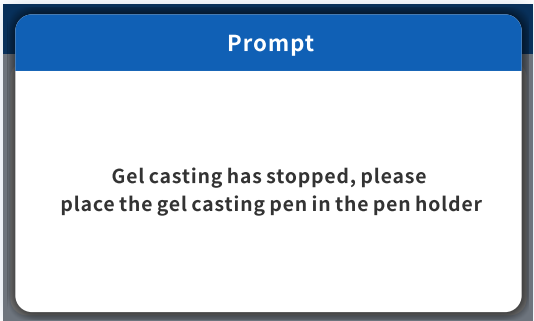 Prompt
Gel casting has stopped, please
place the gel casting pen in the pen holder